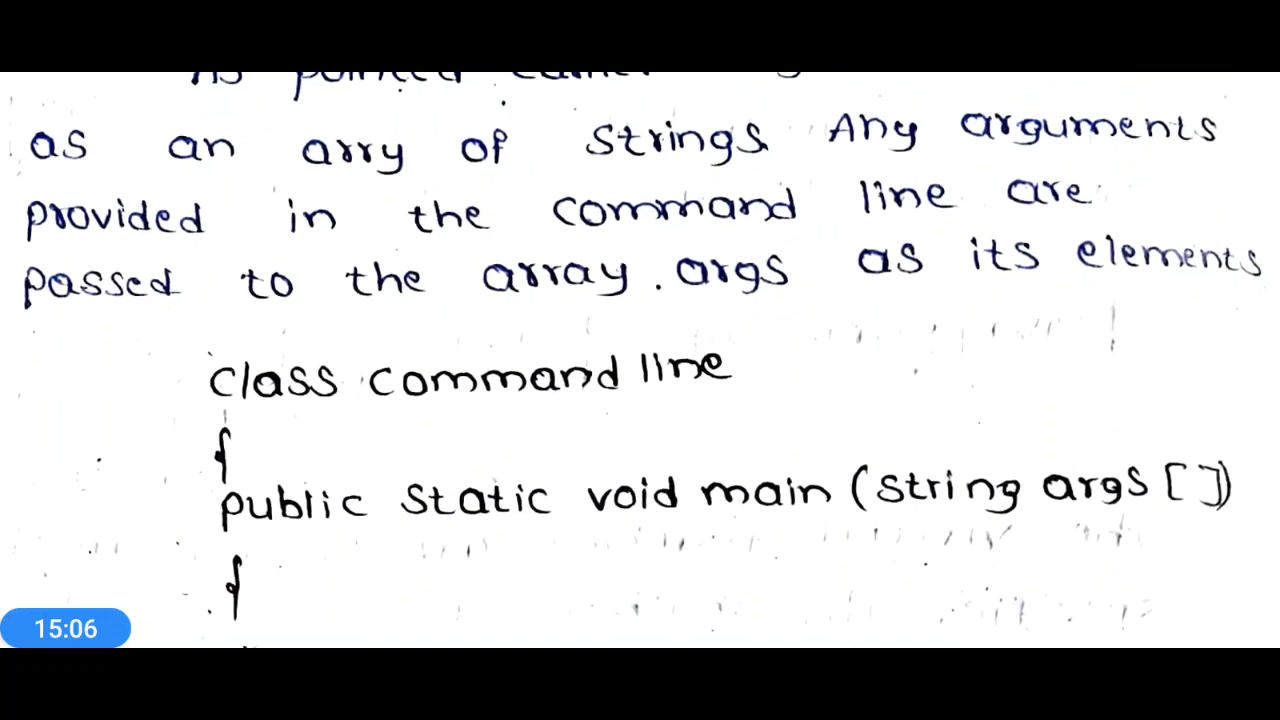 as an arry of strings. Any arguments
provided in the command line are
passed to the array . args as its elements
class command line
{
public static void main (string args [ ])
{
15:06